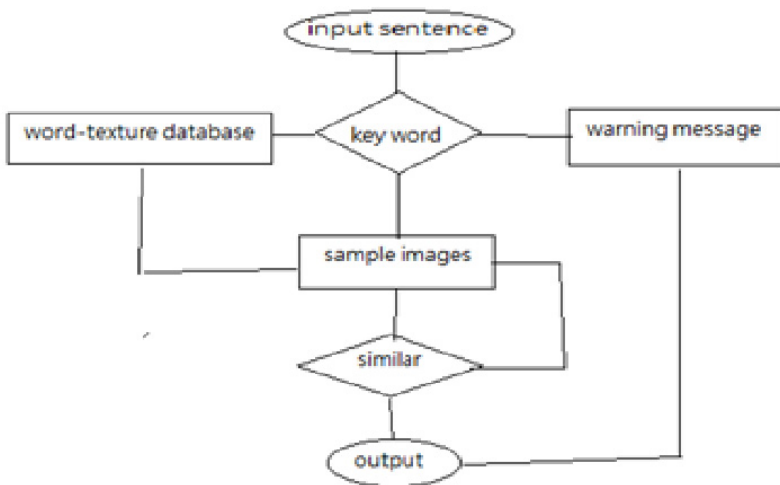 input sentence
word-texture database
key word
warning message
sample images
similar
output